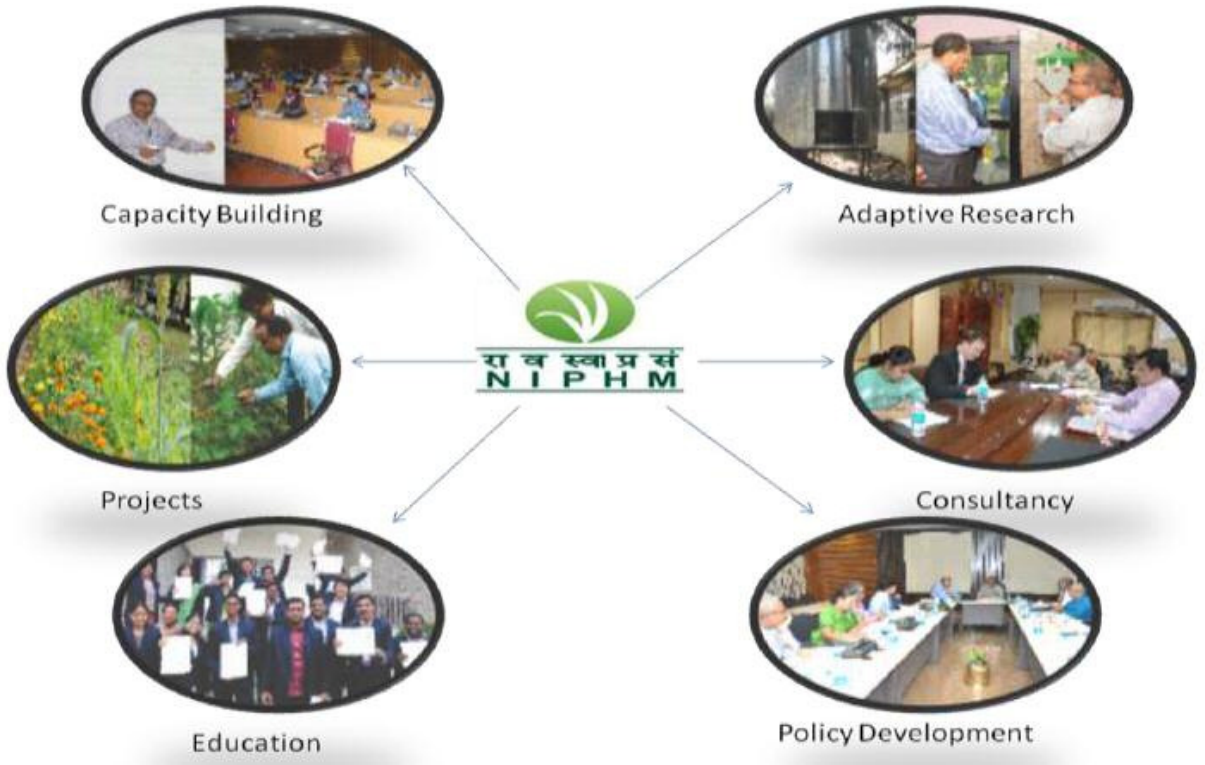 Capacity Building
Adaptive Research
रा व स्वा प्र सं
NIPHM
Projects
Consultancy
Education
Policy Development